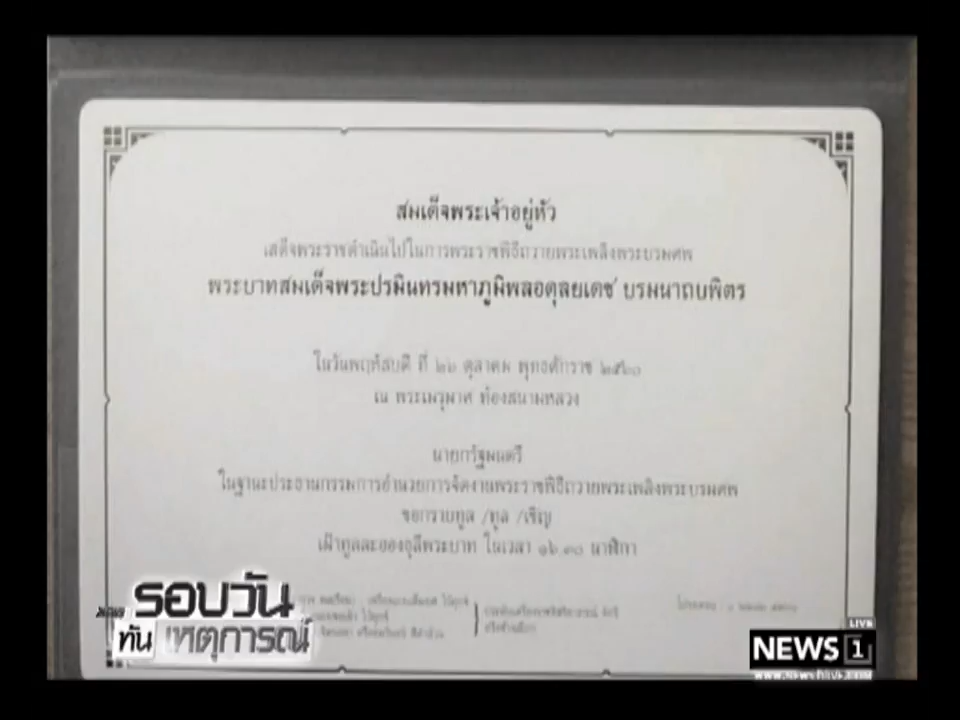 สมเด็จพระเจ้าอยู่หัว
เสด็จพระราชดำเนินไปในการพระราชพิธีถวายพระเพลิงพระบรมศพ
พระบาทสมเด็จพระปรมินทรมหาภูมิพลอดุลยเดช บรมนาถบพิตร
ในวันพฤหัสบดี ที่ ๒๖ ตุลาคม พุทธศักราช ๒๕๖๐
ณ พระเมรุมาศ ท้องสนามหลวง
นายกรัฐมนตรี
ในฐานะประธานกรรมการอำนวยการจัดงานพระราชพิธีถวายพระเพลิงพระบรมศพ
ขอกราบทูล /ทูล /เชิญ
เฝ้าทูลละอองธุลีพระบาท ในเวลา ๑๖.๓๐ นาฬิกา
รอบวัน
ทัน เหตุการณ์
LIVE
NEWS 1